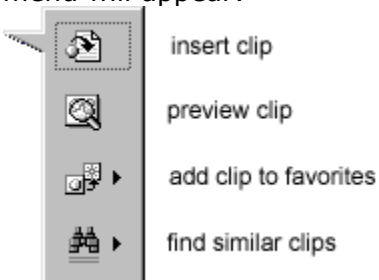 menu will appear:
insert clip
preview clip
add clip to favorites
find similar clips